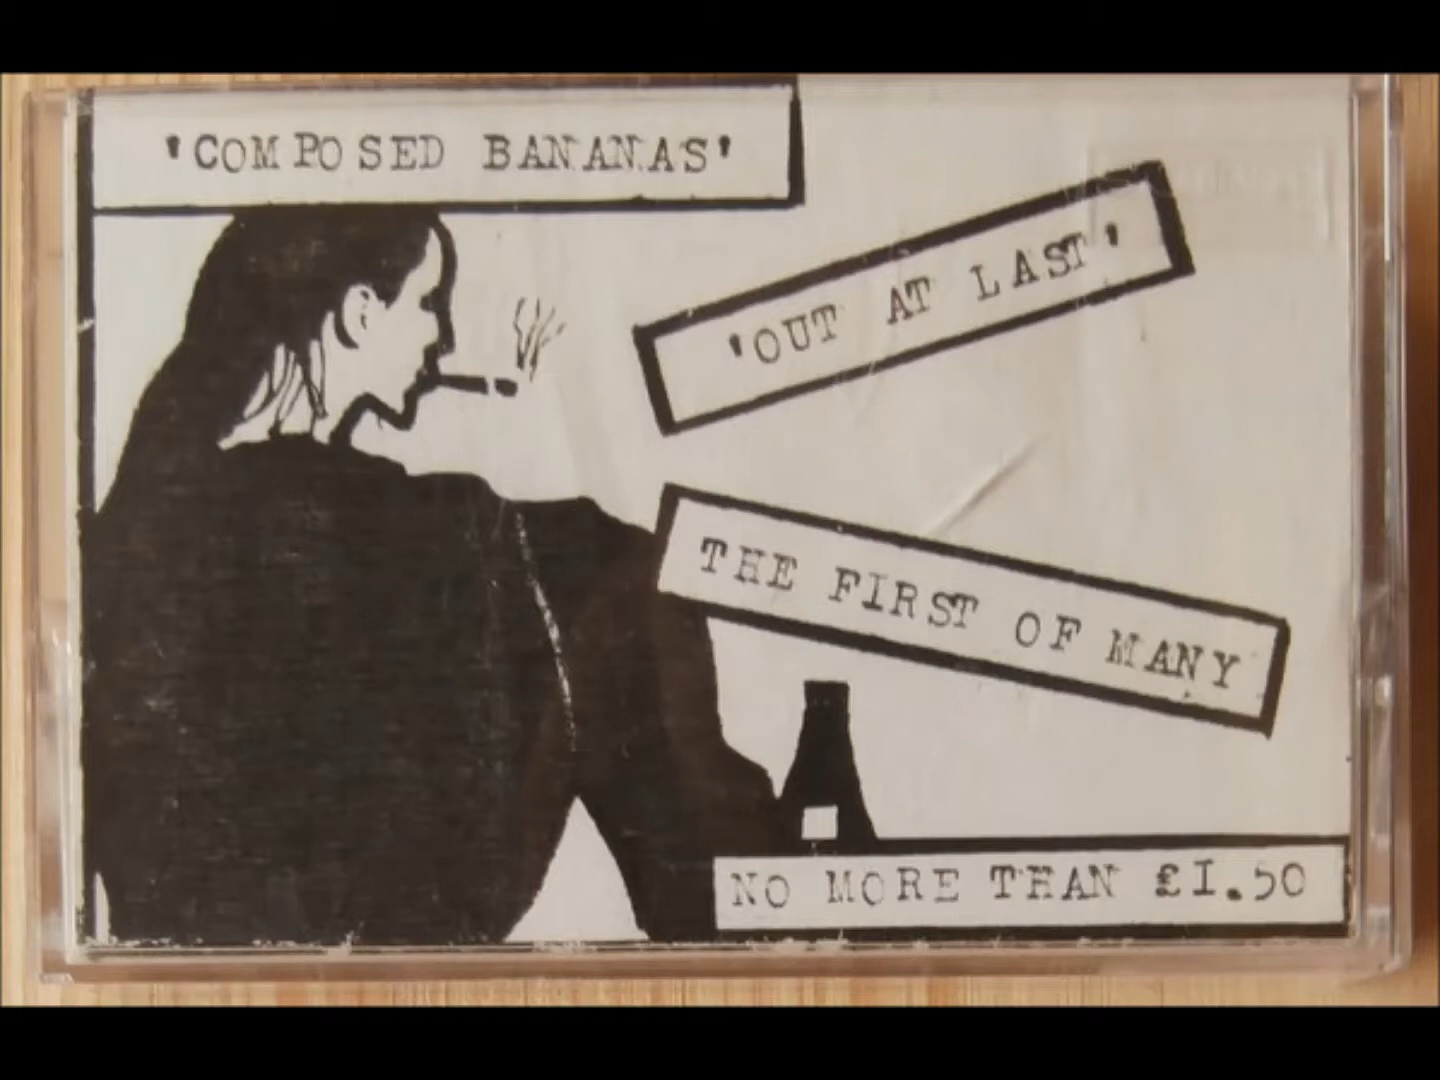 'COMPOSED BANANAS'
'OUT AT LAST'
THE FIRST OF MANY
NO MORE THAN £1.50